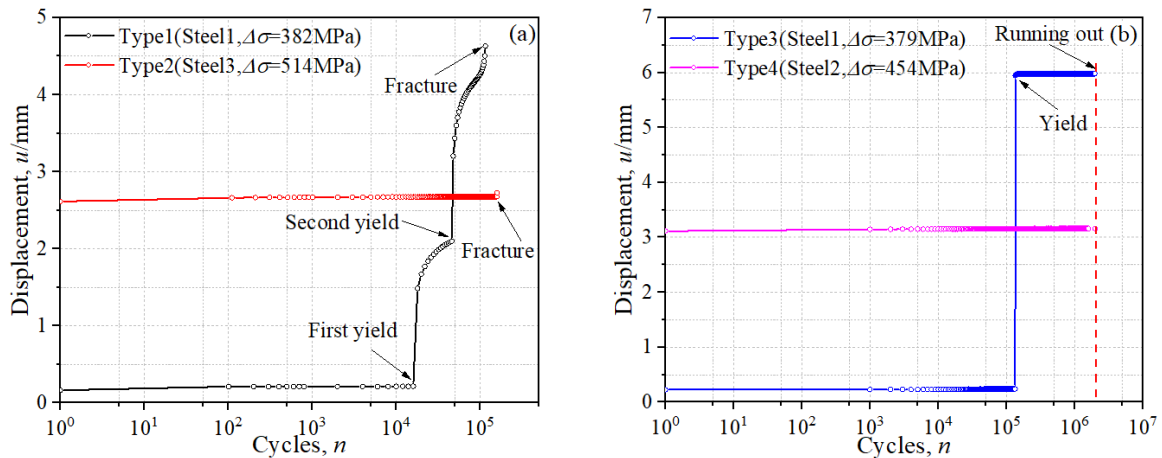 5
4
3
2
1
0
Displacement, u/mm
Type1(Steel1,Δσ=382MPa)
Type2(Steel3,Δσ=514MPa)
(a)
Fracture
Second yield
Fracture
First yield
10^0 10^1 10^2 10^3 10^4 10^5
Cycles, n
7
6
5
4
3
2
1
0
Displacement, u/mm
Type3(Steel1,Δσ=379MPa)
Type4(Steel2,Δσ=454MPa)
Running out (b)
Yield
10^0 10^1 10^2 10^3 10^4 10^5 10^6 10^7
Cycles, n